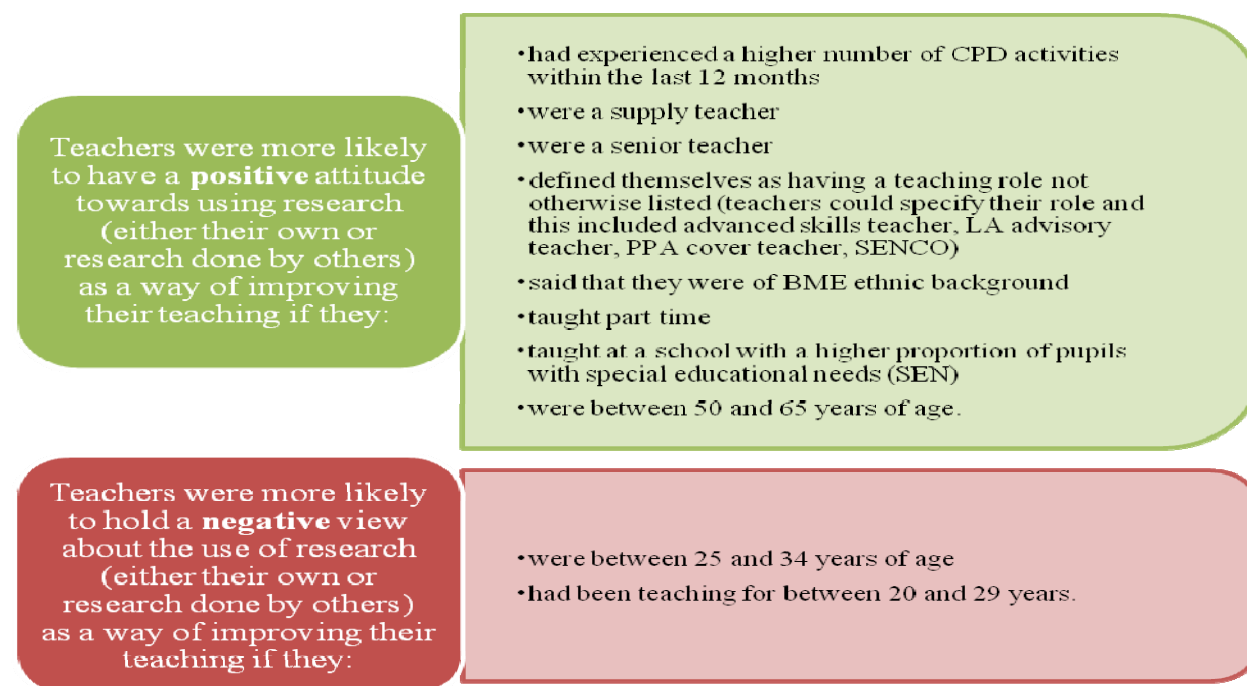 Teachers were more likely
to have a positive attitude
towards using research
(either their own or
research done by others)
as a way of improving
their teaching if they:
•had experienced a higher number of CPD activities
within the last 12 months
•were a supply teacher
•were a senior teacher
•defined themselves as having a teaching role not
otherwise listed (teachers could specify their role and
this included advanced skills teacher, LA advisory
teacher, PPA cover teacher, SENCO)
•said that they were of BME ethnic background
•taught part time
•taught at a school with a higher proportion of pupils
with special educational needs (SEN)
•were between 50 and 65 years of age.
Teachers were more likely
to hold a negative view
about the use of research
(either their own or
research done by others)
as a way of improving their
teaching if they:
•were between 25 and 34 years of age
•had been teaching for between 20 and 29 years.